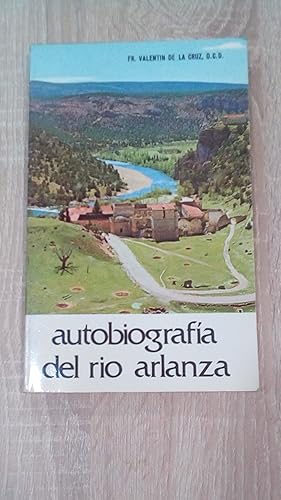 FR. VALENTIN DE LA CRUZ, O.C.D.
autobiografía
del rio arlanza